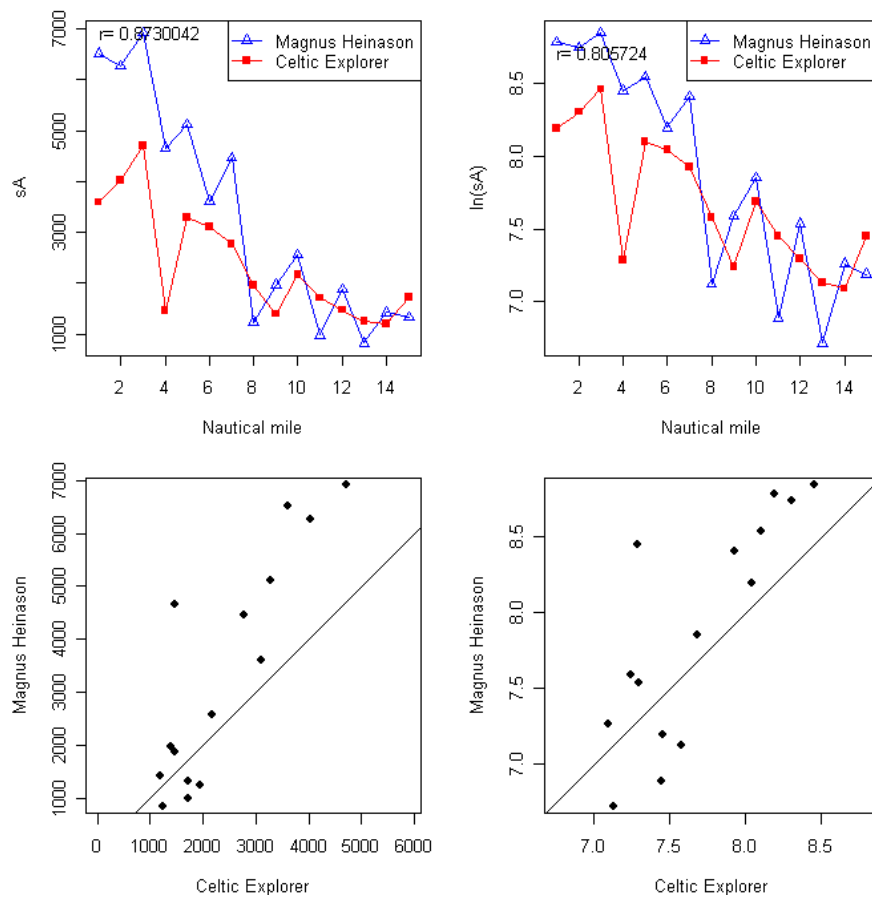 r= 0.8730042
Magnus Heinason
Celtic Explorer
sA
7000
5000
3000
1000
2 4 6 8 10 12 14
Nautical mile
r= 0.805724
Magnus Heinason
Celtic Explorer
ln(sA)
8.5
8.0
7.5
7.0
2 4 6 8 10 12 14
Nautical mile
Magnus Heinason
7000
6000
5000
4000
3000
2000
1000
0 1000 2000 3000 4000 5000 6000
Celtic Explorer
Magnus Heinason
8.5
8.0
7.5
7.0
7.0 7.5 8.0 8.5
Celtic Explorer